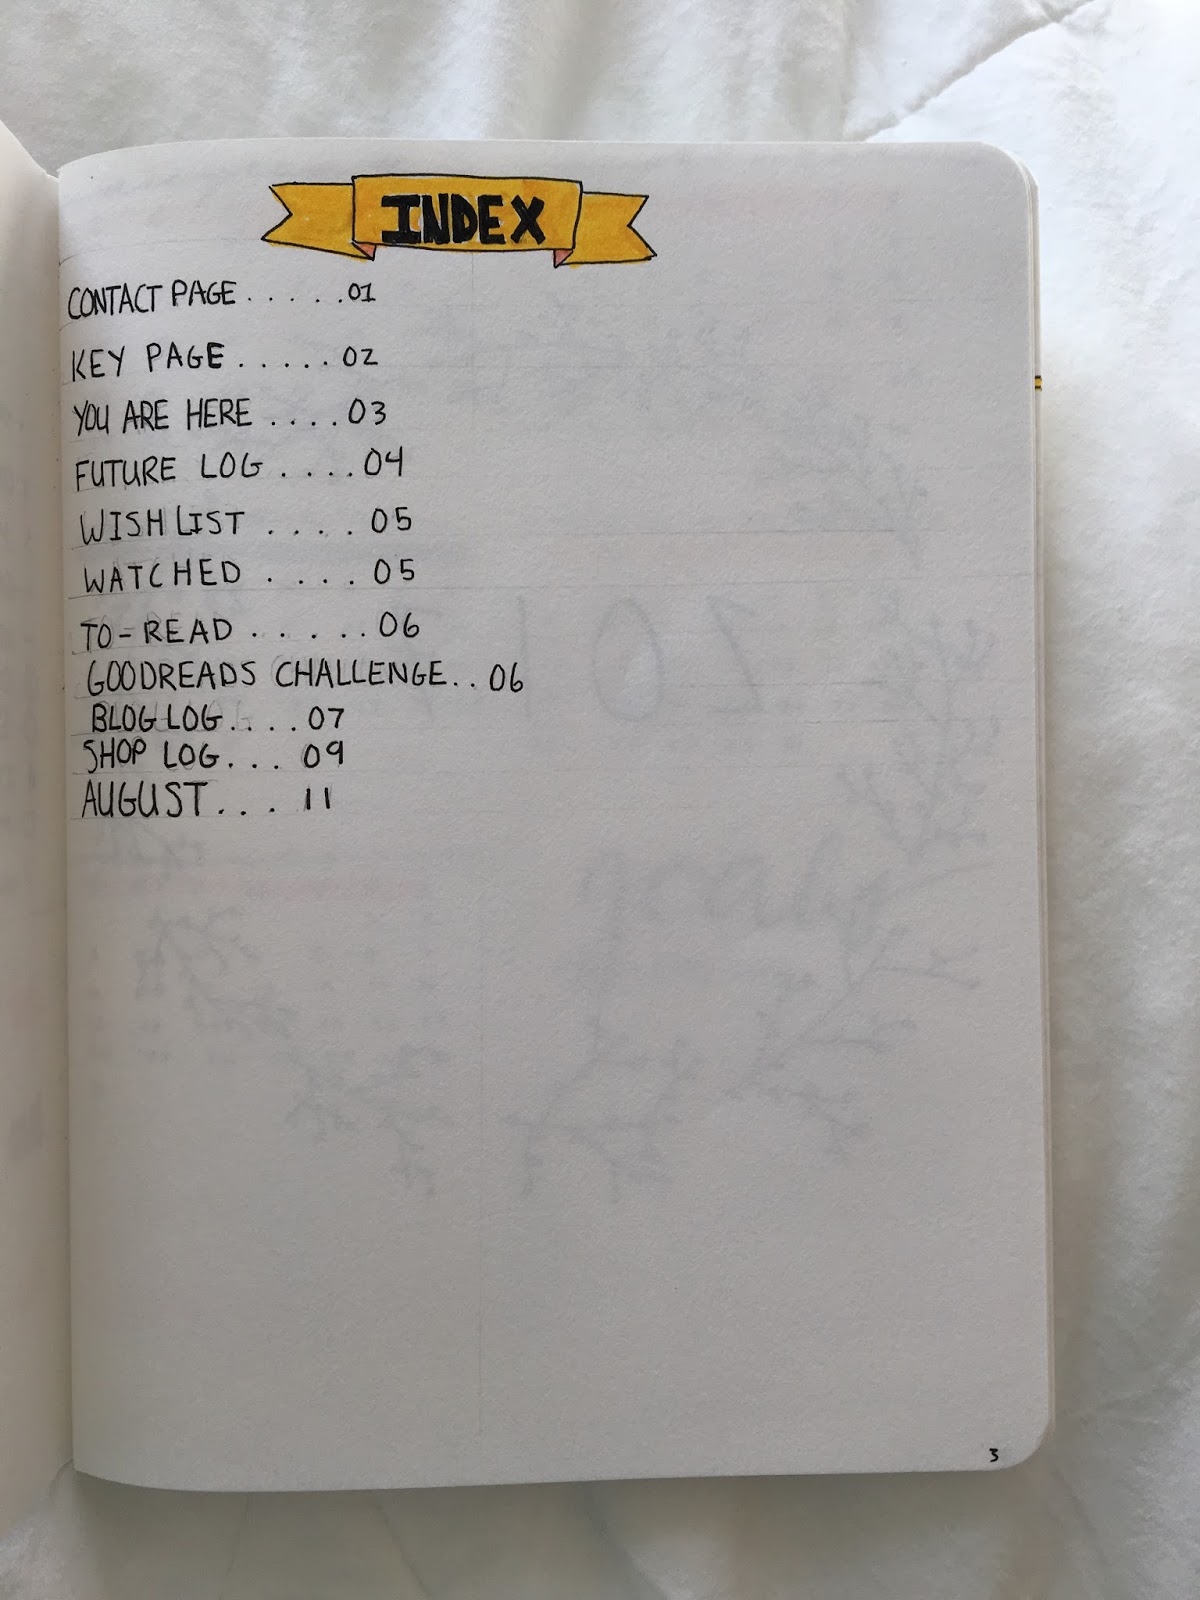 INDEX
CONTACT PAGE . . . . . .01
KEY PAGE . . . . . 02
YOU ARE HERE . . . . 03
FUTURE LOG . . . . 04
WISH LIST . . . . 05
WATCHED . . . . 05
TO-READ . . . . . . 06
GOODREADS CHALLENGE . . 06
BLOG LOG . . . . 07
SHOP LOG . . . 09
AUGUST . . . 11
3